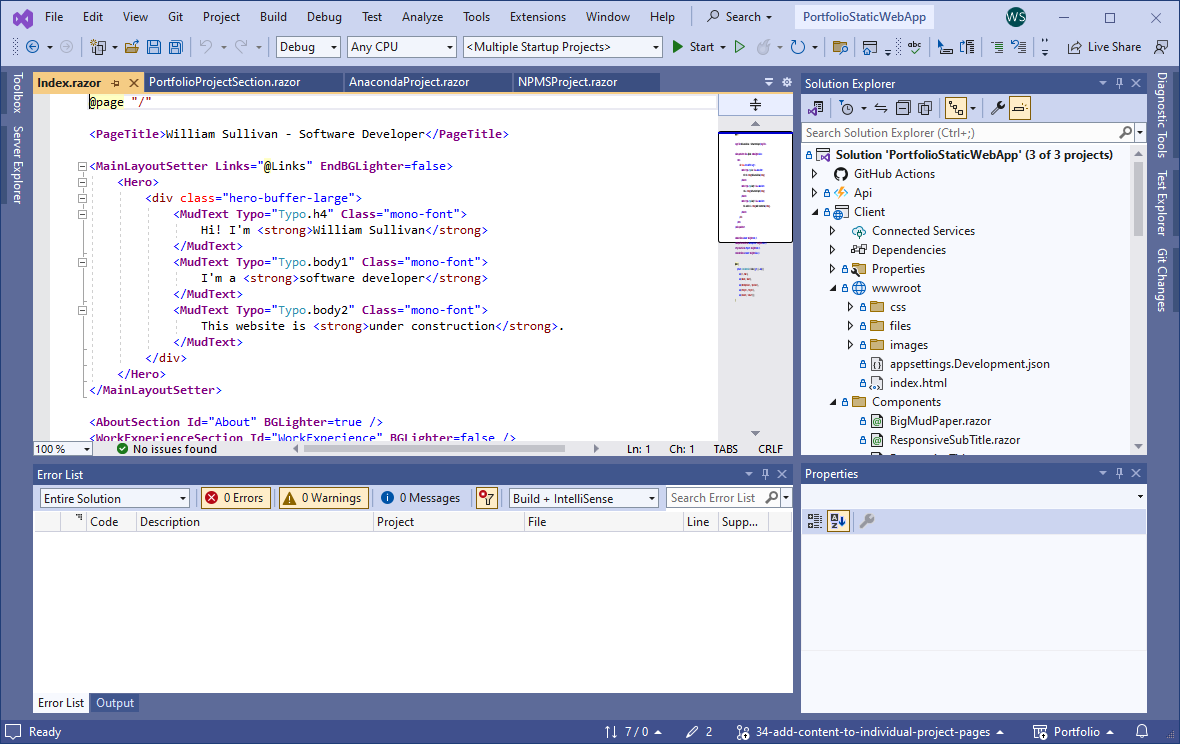 File Edit View Git Project Build Debug Test Analyze Tools Extensions Window Help Search PortfolioStaticWebApp WS
Debug Any CPU <Multiple Startup Projects> Start abc Live Share
Toolbox
Server Explorer
Index.razor PortfolioProjectSection.razor AnacondaProject.razor NPMSProject.razor
@page "/"
<PageTitle>William Sullivan - Software Developer</PageTitle>
<MainLayoutSetter Links="@Links" EndBGLighter=false>
<Hero>
<div class="hero-buffer-large">
<MudText Typo="Typo.h4" Class="mono-font">
Hi! I'm <strong>William Sullivan</strong>
</MudText>
<MudText Typo="Typo.body1" Class="mono-font">
I'm a <strong>software developer</strong>
</MudText>
<MudText Typo="Typo.body2" Class="mono-font">
This website is <strong>under construction</strong>.
</MudText>
</div>
</Hero>
</MainLayoutSetter>
<AboutSection Id="About" BGLighter=true />
<WorkExperienceSection Id="WorkExperience" BGLighter=false />
100 % No issues found Ln: 1 Ch: 1 TABS CRLF
Solution Explorer
Search Solution Explorer (Ctrl+;)
Solution 'PortfolioStaticWebApp' (3 of 3 projects)
GitHub Actions
Api
Client
Connected Services
Dependencies
Properties
wwwroot
css
files
images
appsettings.Development.json
index.html
Components
BigMudPaper.razor
ResponsiveSubTitle.razor
Diagnostic Tools
Test Explorer
Git Changes
Error List
Entire Solution 0 Errors 0 Warnings 0 Messages Build + IntelliSense Search Error List
Code Description Project File Line Supp...
Error List Output
Properties
Ready 7 / 0 2 34-add-content-to-individual-project-pages Portfolio